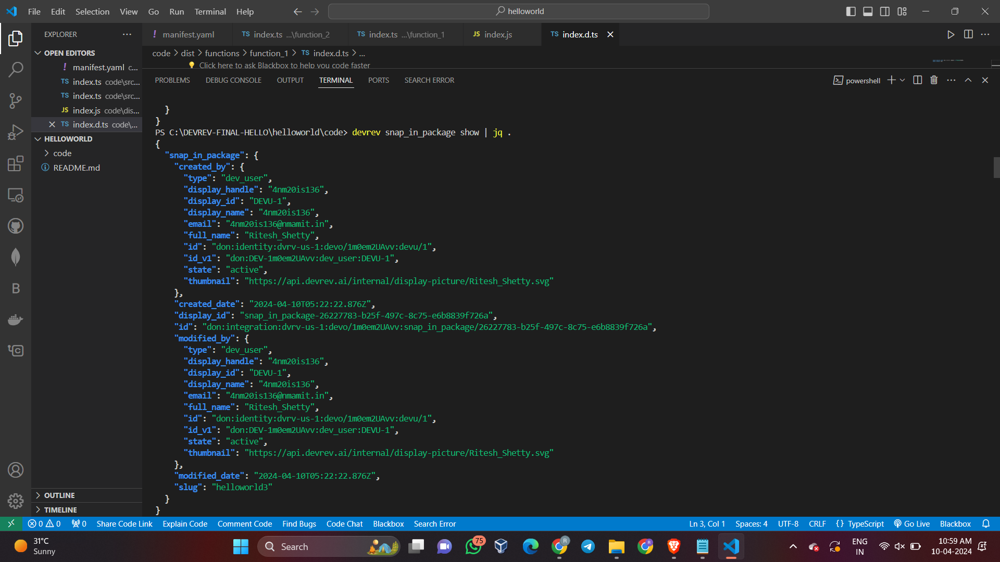 File Edit Selection View Go Run Terminal Help
helloworld
EXPLORER
OPEN EDITORS
! manifest.yaml c...
TS index.ts code\src...
TS index.ts code\src...
JS index.js code\dis...
TS index.d.ts code\...
HELLOWORLD
code
README.md
OUTLINE
TIMELINE
! manifest.yaml TS index.ts ...\function_2 TS index.ts ...\function_1 JS index.js TS index.d.ts
code > dist > functions > function_1 > TS index.d.ts > ...
Click here to ask Blackbox to help you code faster
PROBLEMS DEBUG CONSOLE OUTPUT TERMINAL PORTS SEARCH ERROR
powershell
}
}
PS C:\DEVREV-FINAL-HELLO\helloworld\code> devrev snap_in_package show | jq .
{
"snap_in_package": {
"created_by": {
"type": "dev_user",
"display_handle": "4nm20is136",
"display_id": "DEVU-1",
"display_name": "4nm20is136",
"email": "4nm20is136@nmamit.in",
"full_name": "Ritesh_Shetty",
"id": "don:identity:dvrv-us-1:devo/1m0em2UAvv:devu/1",
"id_v1": "don:DEV-1m0em2UAvv:dev_user:DEVU-1",
"state": "active",
"thumbnail": "https://api.devrev.ai/internal/display-picture/Ritesh_Shetty.svg"
},
"created_date": "2024-04-10T05:22:22.876Z",
"display_id": "snap_in_package-26227783-b25f-497c-8c75-e6b8839f726a",
"id": "don:integration:dvrv-us-1:devo/1m0em2UAvv:snap_in_package/26227783-b25f-497c-8c75-e6b8839f726a",
"modified_by": {
"type": "dev_user",
"display_handle": "4nm20is136",
"display_id": "DEVU-1",
"display_name": "4nm20is136",
"email": "4nm20is136@nmamit.in",
"full_name": "Ritesh_Shetty",
"id": "don:identity:dvrv-us-1:devo/1m0em2UAvv:devu/1",
"id_v1": "don:DEV-1m0em2UAvv:dev_user:DEVU-1",
"state": "active",
"thumbnail": "https://api.devrev.ai/internal/display-picture/Ritesh_Shetty.svg"
},
"modified_date": "2024-04-10T05:22:22.876Z",
"slug": "helloworld3"
}
}
0 0 0 Share Code Link Explain Code Comment Code Find Bugs Code Chat Blackbox Search Error Ln 3, Col 1 Spaces: 4 UTF-8 CRLF {} TypeScript Go Live Blackbox
31°C
Sunny
Search
75
ENG
IN
10:59 AM
10-04-2024